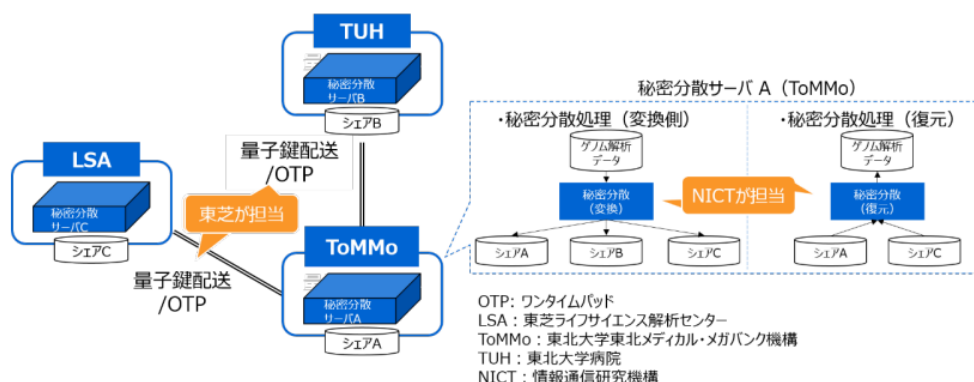 TUH
秘密分散
サーバB
シェアB
量子鍵配送
/OTP
LSA
秘密分散
サーバC
シェアC
東芝が担当
量子鍵配送
/OTP
ToMMo
秘密分散
サーバA
シェアA
秘密分散サーバ A（ToMMo）
・秘密分散処理（変換側）
ゲノム解析
データ
秘密分散
（変換）
シェアA
シェアB
シェアC
NICTが担当
・秘密分散処理（復元）
ゲノム解析
データ
秘密分散
（復元）
シェアA
シェアC
OTP: ワンタイムパッド
LSA：東芝ライフサイエンス解析センター
ToMMo：東北大学東北メディカル・メガバンク機構
TUH：東北大学病院
NICT：情報通信研究機構